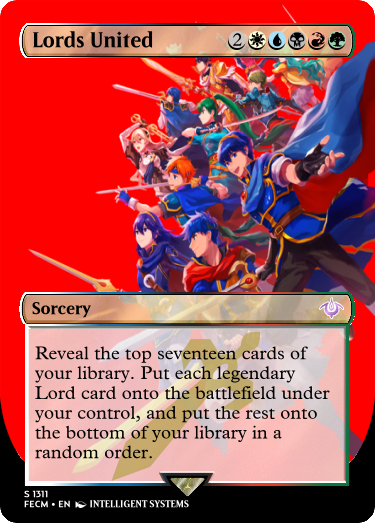 Lords United 2
Sorcery
Reveal the top seventeen cards of
your library. Put each legendary
Lord card onto the battlefield under
your control, and put the rest onto
the bottom of your library in a
random order.
S 1311
FECM • EN INTELLIGENT SYSTEMS